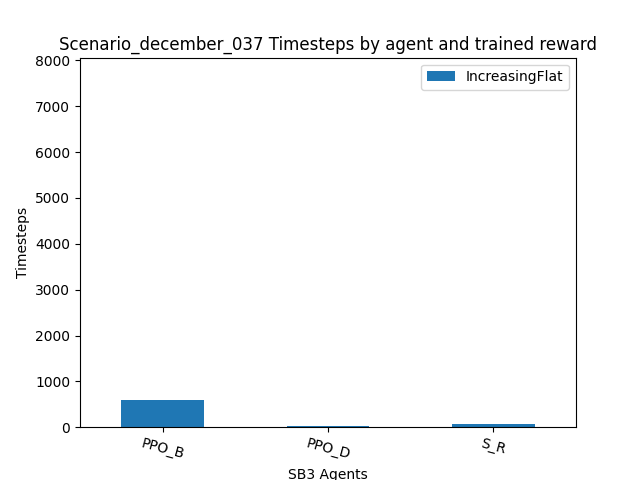 Scenario_december_037 Timesteps by agent and trained reward
IncreasingFlat
8000
7000
6000
5000
4000
3000
2000
1000
0
Timesteps
PPO_B
PPO_D
S_R
SB3 Agents